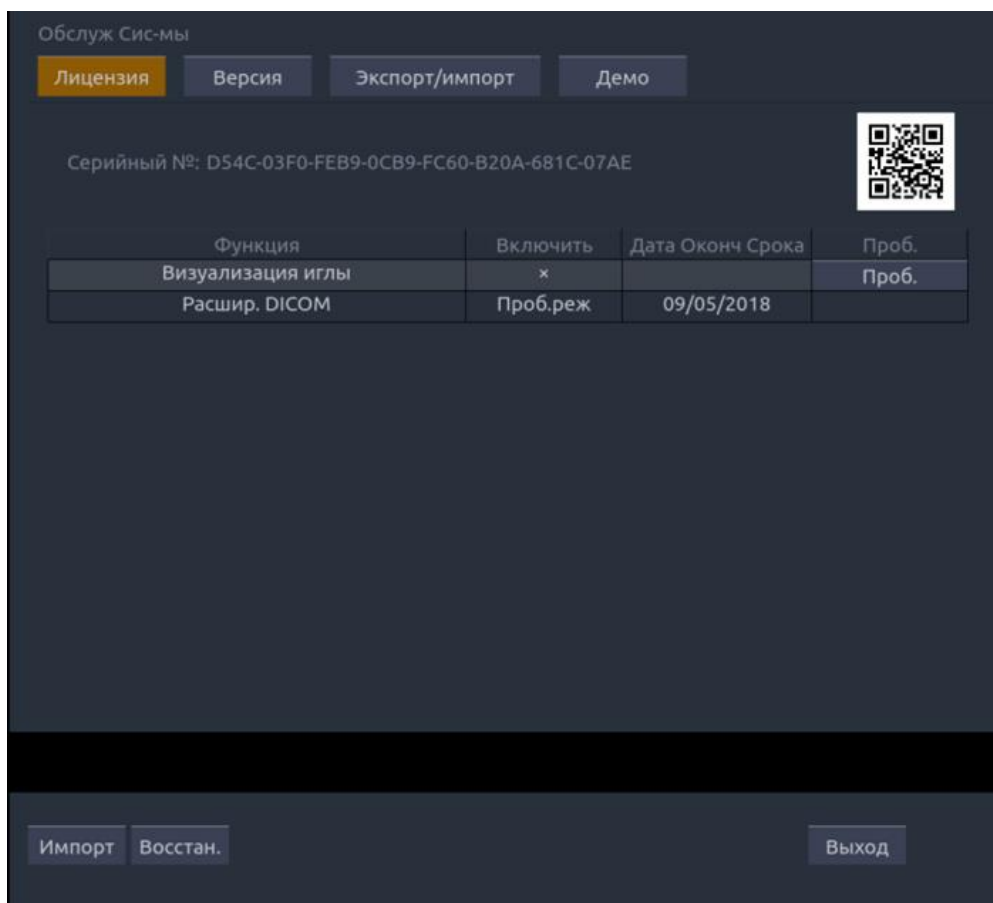 Обслуж Сис-мы
Лицензия Версия Экспорт/импорт Демо
Серийный №: D54C-03F0-FEB9-0CB9-FC60-B20A-681C-07AE
Функция Включить Дата Оконч Срока Проб.
Визуализация иглы × Проб.
Расшир. DICOM Проб.реж 09/05/2018
Импорт Восстан. Выход